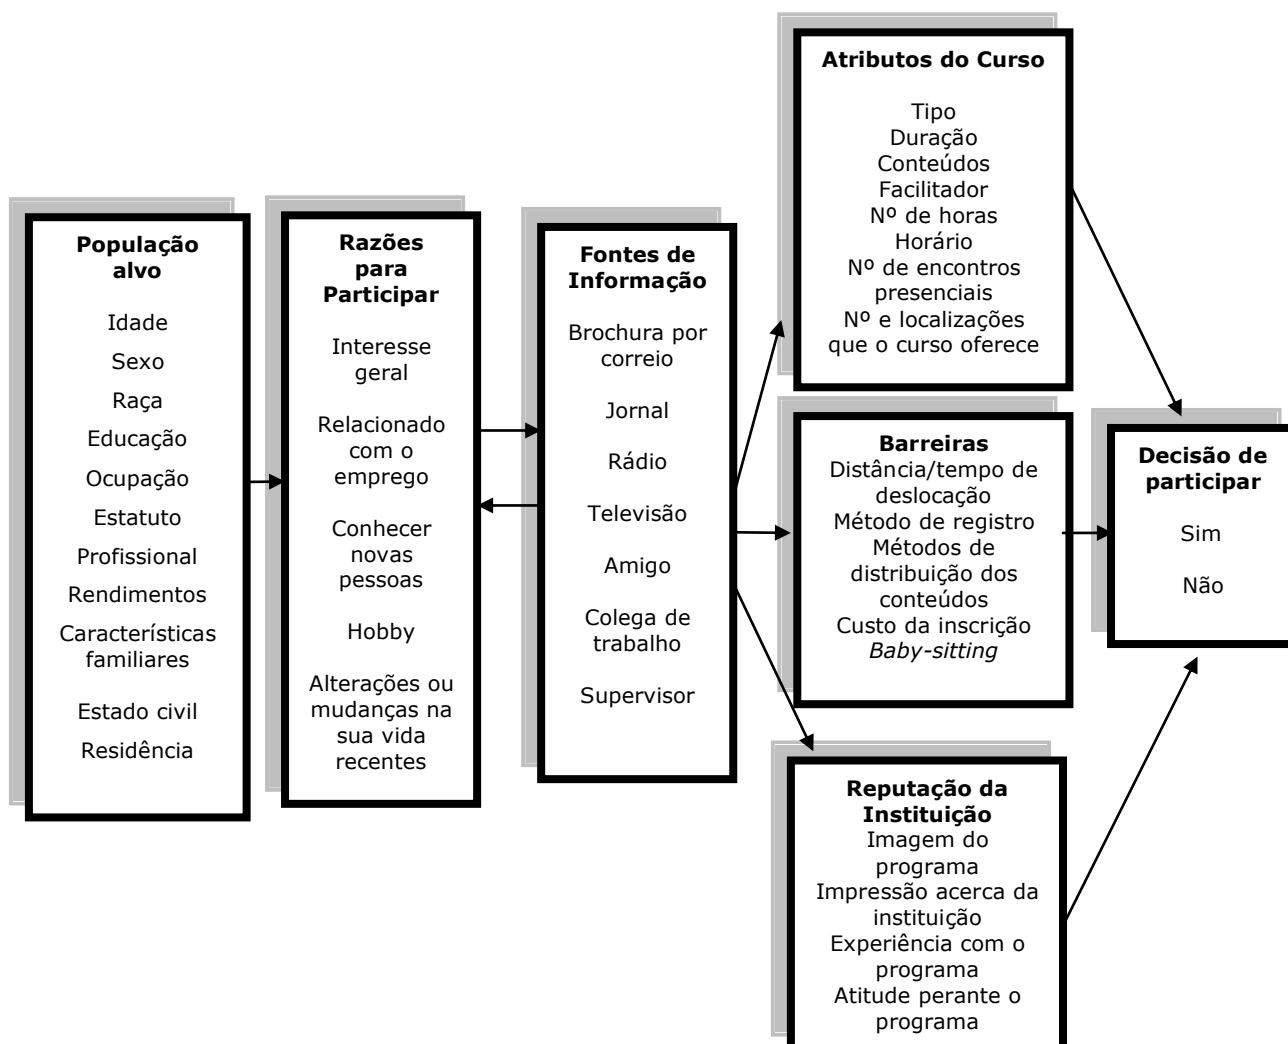 População
alvo
Idade
Sexo
Raça
Educação
Ocupação
Estatuto
Profissional
Rendimentos
Características
familiares
Estado civil
Residência
Razões
para
Participar
Interesse
geral
Relacionado
com o
emprego
Conhecer
novas
pessoas
Hobby
Alterações ou
mudanças na
sua vida
recentes
Fontes de
Informação
Brochura por
correio
Jornal
Rádio
Televisão
Amigo
Colega de
trabalho
Supervisor
Atributos do Curso
Tipo
Duração
Conteúdos
Facilitador
Nº de horas
Horário
Nº de encontros
presenciais
Nº e localizações
que o curso oferece
Barreiras
Distância/tempo de
deslocação
Método de registro
Métodos de
distribuição dos
conteúdos
Custo da inscrição
Baby-sitting
Reputação da
Instituição
Imagem do
programa
Impressão acerca da
instituição
Experiência com o
programa
Atitude perante o
programa
Decisão de
participar
Sim
Não